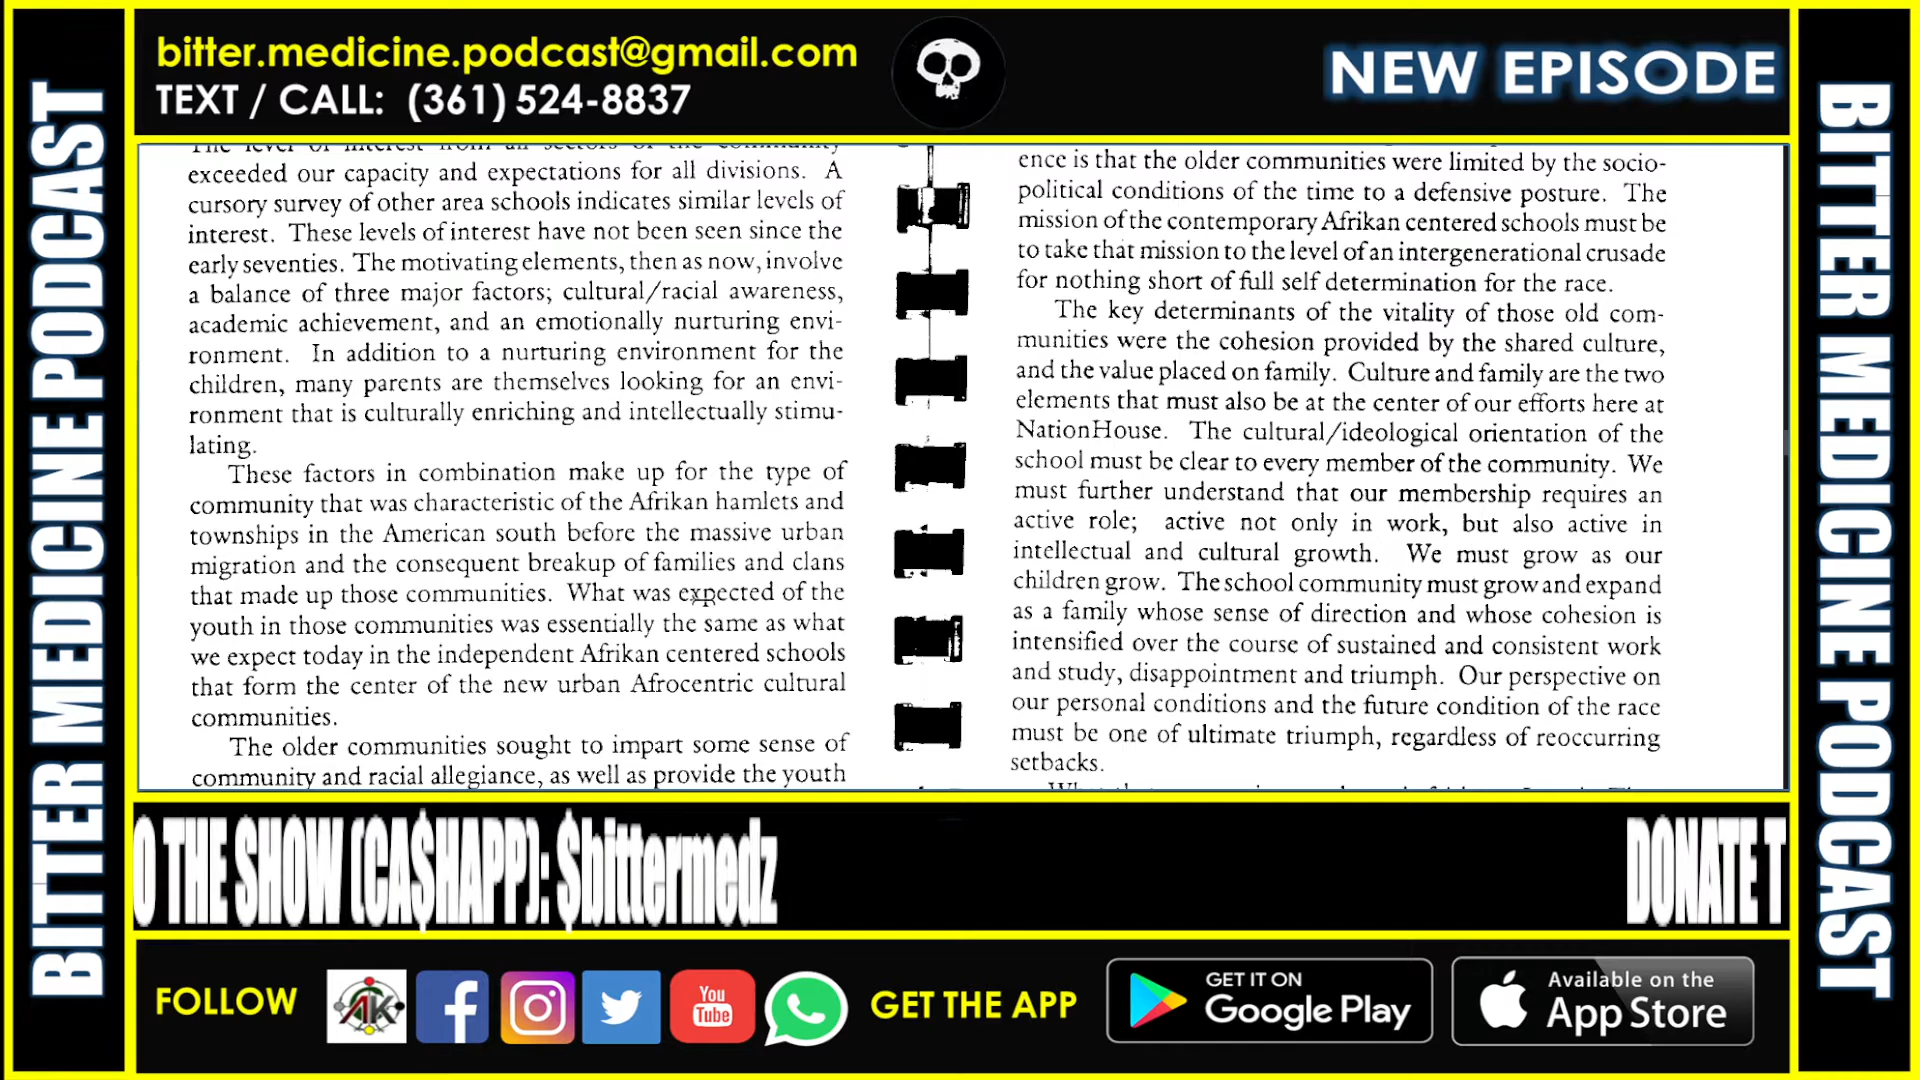 bitter.medicine.podcast@gmail.com
TEXT / CALL: (361) 524-8837
NEW EPISODE
BITTER MEDICINE PODCAST
The level of interest from all sectors of the community
exceeded our capacity and expectations for all divisions. A
cursory survey of other area schools indicates similar levels of
interest. These levels of interest have not been seen since the
early seventies. The motivating elements, then as now, involve
a balance of three major factors; cultural/racial awareness,
academic achievement, and an emotionally nurturing envi-
ronment. In addition to a nurturing environment for the
children, many parents are themselves looking for an envi-
ronment that is culturally enriching and intellectually stimu-
lating.
These factors in combination make up for the type of
community that was characteristic of the Afrikan hamlets and
townships in the American south before the massive urban
migration and the consequent breakup of families and clans
that made up those communities. What was expected of the
youth in those communities was essentially the same as what
we expect today in the independent Afrikan centered schools
that form the center of the new urban Afrocentric cultural
communities.
The older communities sought to impart some sense of
community and racial allegiance, as well as provide the youth
ence is that the older communities were limited by the socio-
political conditions of the time to a defensive posture. The
mission of the contemporary Afrikan centered schools must be
to take that mission to the level of an intergenerational crusade
for nothing short of full self determination for the race.
The key determinants of the vitality of those old com-
munities were the cohesion provided by the shared culture,
and the value placed on family. Culture and family are the two
elements that must also be at the center of our efforts here at
NationHouse. The cultural/ideological orientation of the
school must be clear to every member of the community. We
must further understand that our membership requires an
active role; active not only in work, but also active in
intellectual and cultural growth. We must grow as our
children grow. The school community must grow and expand
as a family whose sense of direction and whose cohesion is
intensified over the course of sustained and consistent work
and study, disappointment and triumph. Our perspective on
our personal conditions and the future condition of the race
must be one of ultimate triumph, regardless of reoccurring
setbacks.
BITTER MEDICINE PODCAST
O THE SHOW (CA$HAPP): $bittermedz
DONATE T
FOLLOW
AK
You
Tube
GET THE APP
GET IT ON
Google Play
Available on the
App Store